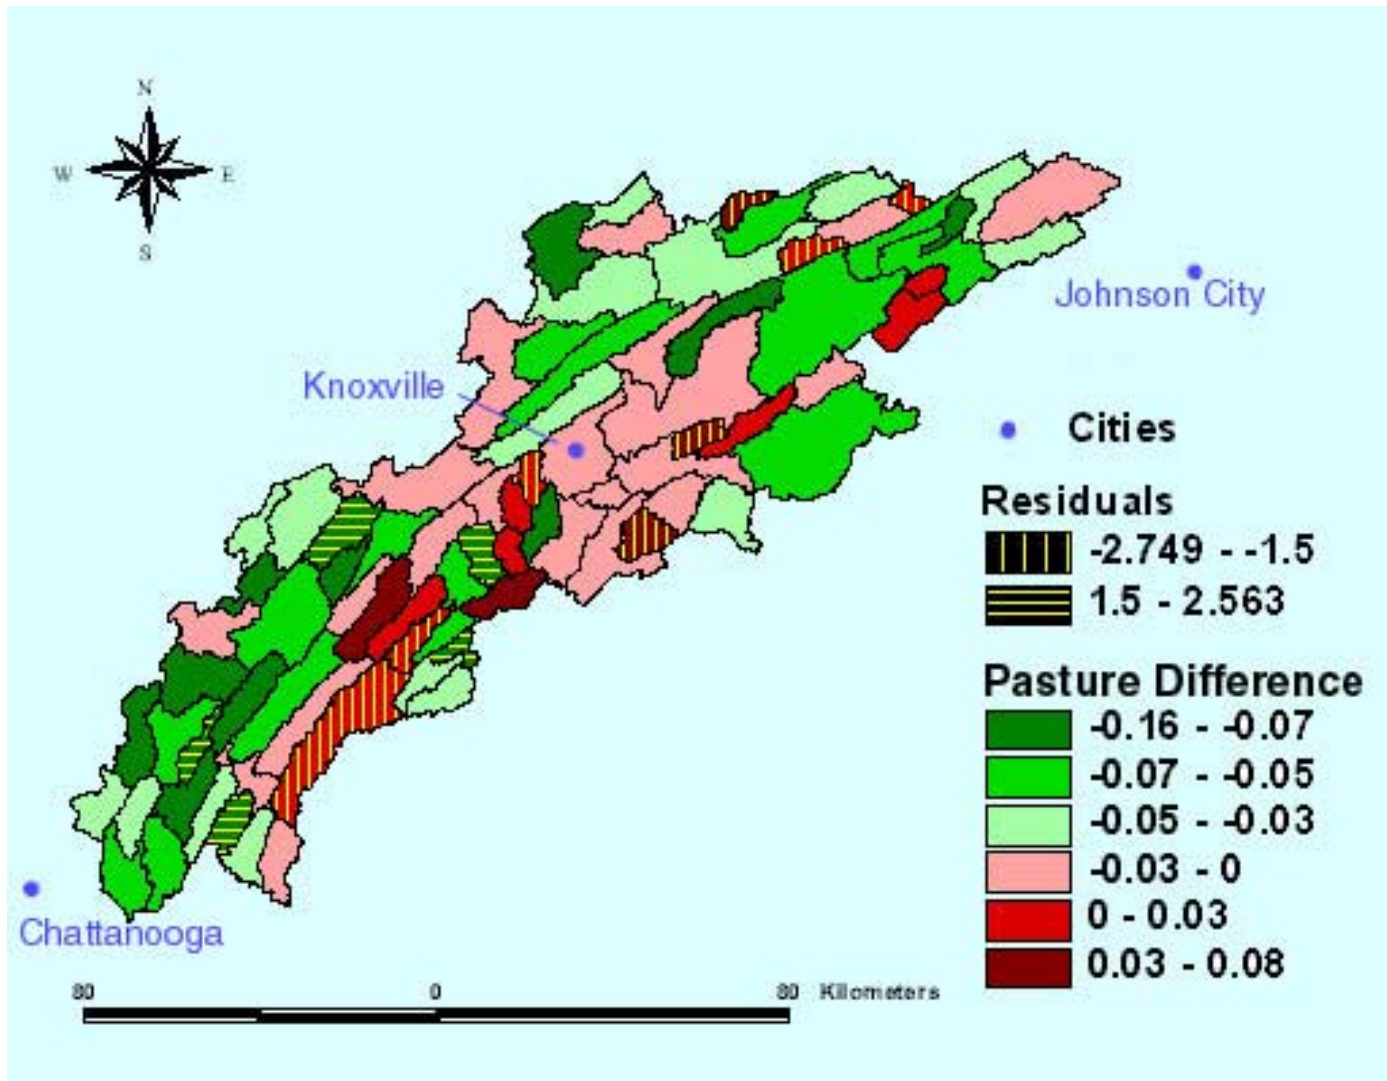 N
W
E
S
Johnson City
Knoxville
Cities
Residuals
-2.749 - -1.5
1.5 - 2.563
Pasture Difference
-0.16 - -0.07
-0.07 - -0.05
-0.05 - -0.03
-0.03 - 0
0 - 0.03
0.03 - 0.08
Chattanooga
80 0 80 Kilometers